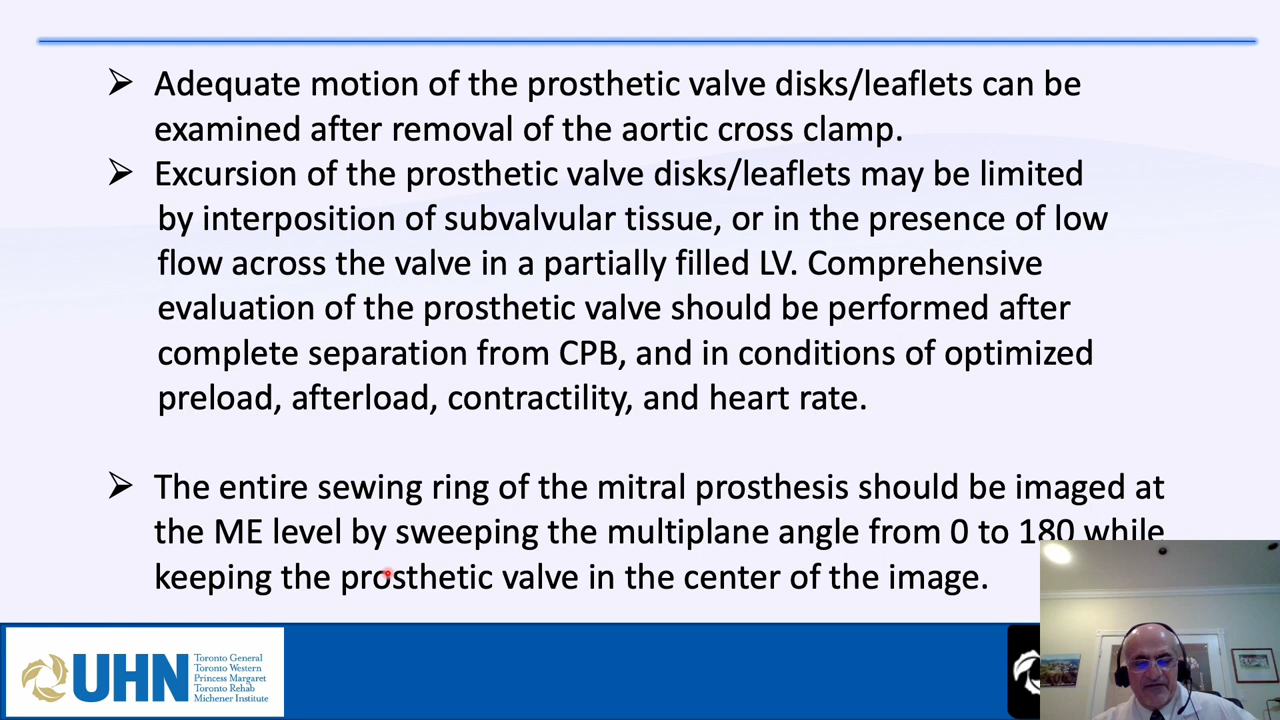 ➢ Adequate motion of the prosthetic valve disks/leaflets can be
examined after removal of the aortic cross clamp.
➢ Excursion of the prosthetic valve disks/leaflets may be limited
by interposition of subvalvular tissue, or in the presence of low
flow across the valve in a partially filled LV. Comprehensive
evaluation of the prosthetic valve should be performed after
complete separation from CPB, and in conditions of optimized
preload, afterload, contractility, and heart rate.
➢ The entire sewing ring of the mitral prosthesis should be imaged at
the ME level by sweeping the multiplane angle from 0 to 180 while
keeping the prosthetic valve in the center of the image.
UHN
Toronto General
Toronto Western
Princess Margaret
Toronto Rehab
Michener Institute